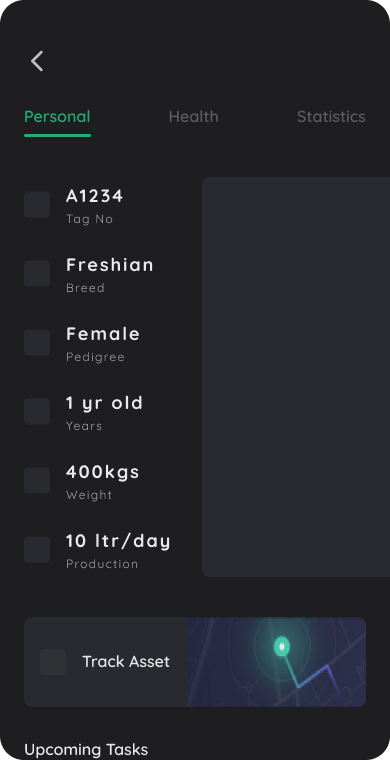 Personal Health Statistics
A1234
Tag No
Freshian
Breed
Female
Pedigree
1 yr old
Years
400kgs
Weight
10 ltr/day
Production
Track Asset
Upcoming Tasks